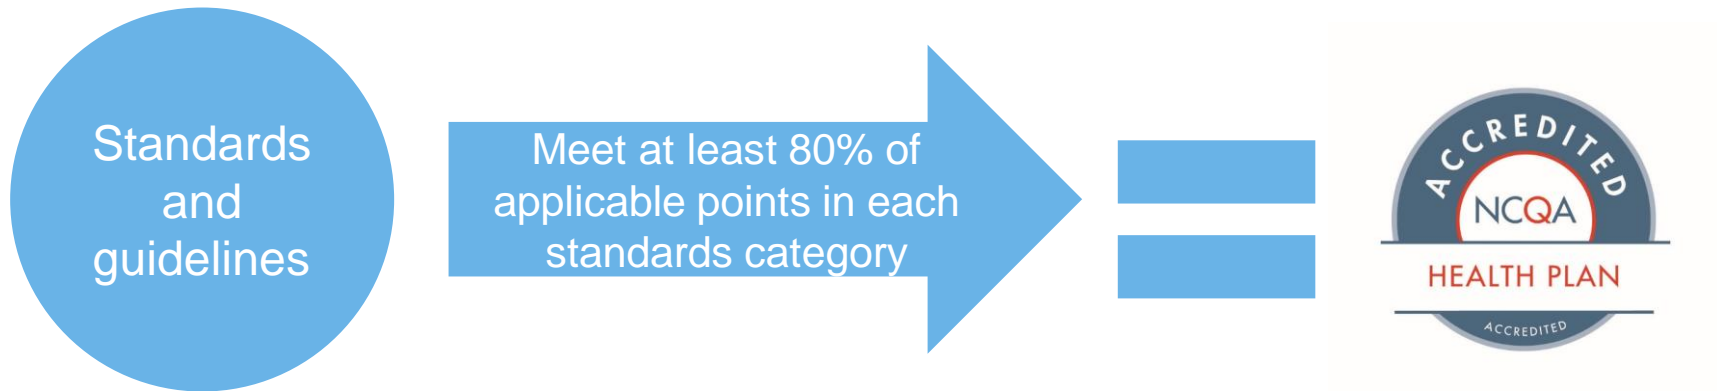 Standards
and
guidelines
Meet at least 80% of
applicable points in each
standards category
ACCREDITED
NCQA
HEALTH PLAN
ACCREDITED